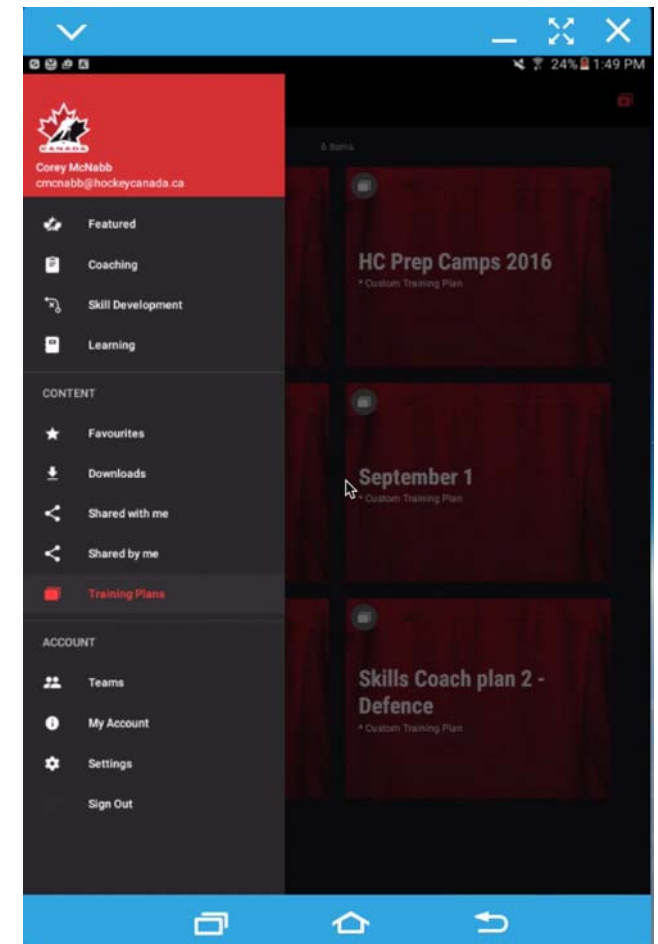 24% 1:49 PM
CANADA
Corey McNabb
cmcnabb@hockeycanada.ca
6 Items
Featured
Coaching
Skill Development
Learning
CONTENT
Favourites
Downloads
Shared with me
Shared by me
Training Plans
ACCOUNT
Teams
My Account
Settings
Sign Out
HC Prep Camps 2016
* Custom Training Plan
September 1
* Custom Training Plan
Skills Coach plan 2 -
Defence
* Custom Training Plan